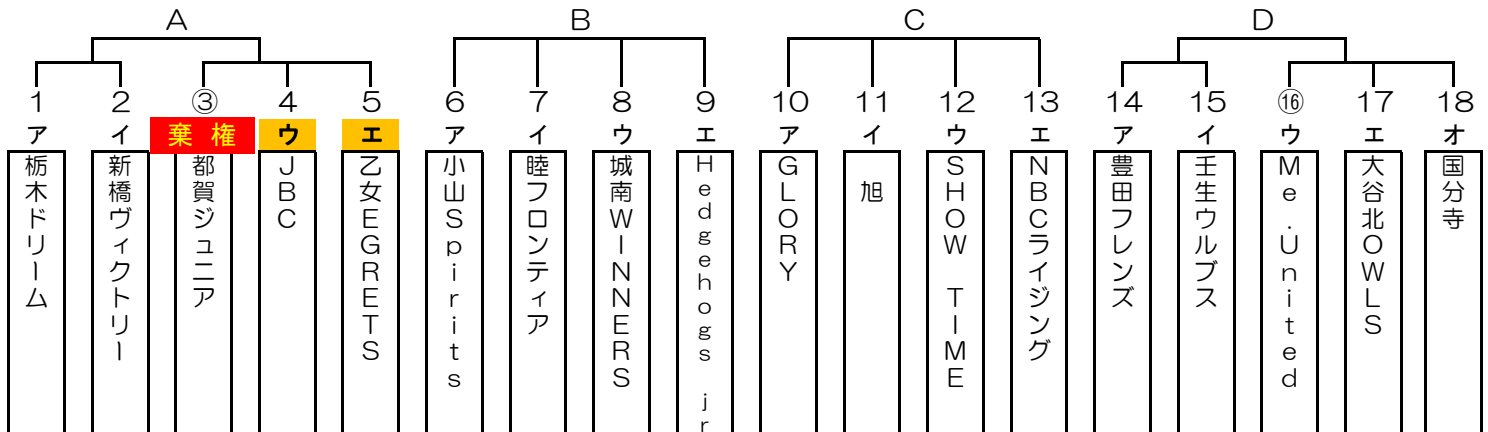 A
B
C
D
1
2
③
4
5
6
7
8
9
10
11
12
13
14
15
⑯
17
18
ア
イ
棄権
ウ
エ
ア
イ
ウ
エ
ア
イ
ウ
エ
ア
イ
ウ
エ
オ
栃木ドリーム
新橋ヴィクトリー
都賀ジュニア
JBC
乙女EGRETS
小山Spirits
睦フロンティア
城南WINNERS
Hedgehogs jr
GLORY
旭
SHOW TIME
NBCライジング
豊田フレンズ
壬生ウルブス
Me.United
大谷北OWLS
国分寺